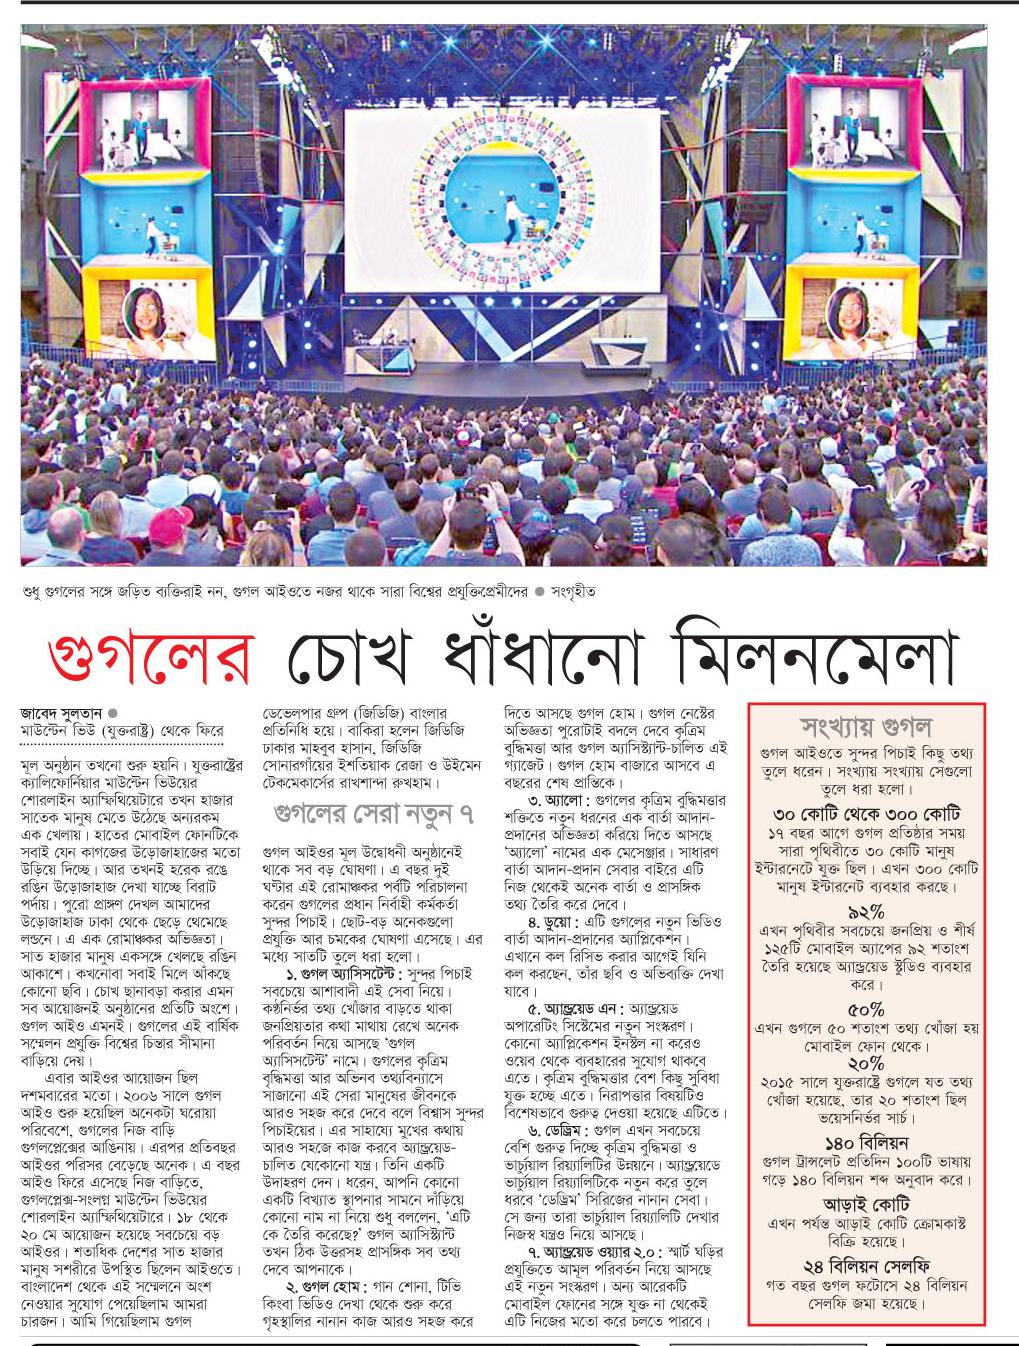 শুধু গুগলের সঙ্গে জড়িত ব্যক্তিরাই নন, গুগল আইওতে নজর থাকে সারা বিশ্বের প্রযুক্তিপ্রেমীদের ● সংগৃহীত
গুগলের চোখ ধাঁধানো মিলনমেলা
জাবেদ সুলতান ●
মাউন্টেন ভিউ (যুক্তরাষ্ট্র) থেকে ফিরে
মূল অনুষ্ঠান তখনো শুরু হয়নি। যুক্তরাষ্ট্রের
ক্যালিফোর্নিয়ার মাউন্টেন ভিউয়ের
শোরলাইন অ্যাম্ফিথিয়েটারে তখন হাজার
সাতেক মানুষ মেতে উঠেছে অন্যরকম
এক খেলায়। হাতের মোবাইল ফোনটিকে
সবাই যেন কাগজের উড়োজাহাজের মতো
উড়িয়ে দিচ্ছে। আর তখনই হরেক রঙে
রঙিন উড়োজাহাজ দেখা যাচ্ছে বিরাট
পর্দায়। পুরো প্রাঙ্গণ দেখল আমাদের
উড়োজাহাজ ঢাকা থেকে ছেড়ে থেমেছে
লন্ডনে। এ এক রোমাঞ্চকর অভিজ্ঞতা।
সাত হাজার মানুষ একসঙ্গে খেলছে রঙিন
আকাশে। কখনোবা সবাই মিলে আঁকছে
কোনো ছবি। চোখ ছানাবড়া করার এমন
সব আয়োজনই অনুষ্ঠানের প্রতিটি অংশে।
গুগল আইও এমনই। গুগলের এই বার্ষিক
সম্মেলন প্রযুক্তি বিশ্বের চিন্তার সীমানা
বাড়িয়ে দেয়।
এবার আইওর আয়োজন ছিল
দশমবারের মতো। ২০০৬ সালে গুগল
আইও শুরু হয়েছিল অনেকটা ঘরোয়া
পরিবেশে, গুগলের নিজ বাড়ি
গুগলপ্লেক্সের আঙিনায়। এরপর প্রতিবছর
আইওর পরিসর বেড়েছে অনেক। এ বছর
আইও ফিরে এসেছে নিজ বাড়িতে,
গুগলপ্লেক্স-সংলগ্ন মাউন্টেন ভিউয়ের
শোরলাইন অ্যাম্ফিথিয়েটারে। ১৮ থেকে
২০ মে আয়োজন হয়েছে সবচেয়ে বড়
আইওর। শতাধিক দেশের সাত হাজার
মানুষ সশরীরে উপস্থিত ছিলেন আইওতে।
বাংলাদেশ থেকে এই সম্মেলনে অংশ
নেওয়ার সুযোগ পেয়েছিলাম আমরা
চারজন। আমি গিয়েছিলাম গুগল
ডেভেলপার গ্রুপ (জিডিজি) বাংলার
প্রতিনিধি হয়ে। বাকিরা হলেন জিডিজি
ঢাকার মাহবুব হাসান, জিডিজি
সোনারগাঁয়ের ইশতিয়াক রেজা ও উইমেন
টেকমেকার্সের রাখশান্দা রুখহাম।
গুগলের সেরা নতুন ৭
গুগল আইওর মূল উদ্বোধনী অনুষ্ঠানেই
থাকে সব বড় ঘোষণা। এ বছর দুই
ঘণ্টার এই রোমাঞ্চকর পর্বটি পরিচালনা
করেন গুগলের প্রধান নির্বাহী কর্মকর্তা
সুন্দর পিচাই। ছোট-বড় অনেকগুলো
প্রযুক্তি আর চমকের ঘোষণা এসেছে। এর
মধ্যে সাতটি তুলে ধরা হলো।
১. গুগল অ্যাসিসটেন্ট : সুন্দর পিচাই
সবচেয়ে আশাবাদী এই সেবা নিয়ে।
কণ্ঠনির্ভর তথ্য খোঁজার বাড়তে থাকা
জনপ্রিয়তার কথা মাথায় রেখে অনেক
পরিবর্তন নিয়ে আসছে ‘গুগল
অ্যাসিসটেন্ট’ নামে। গুগলের কৃত্রিম
বুদ্ধিমত্তা আর অভিনব তথ্যবিন্যাসে
সাজানো এই সেরা মানুষের জীবনকে
আরও সহজ করে দেবে বলে বিশ্বাস সুন্দর
পিচাইয়ের। এর সাহায্যে মুখের কথায়
আরও সহজে কাজ করবে অ্যান্ড্রয়েড-
চালিত যেকোনো যন্ত্র। তিনি একটি
উদাহরণ দেন। ধরেন, আপনি কোনো
একটি বিখ্যাত স্থাপনার সামনে দাঁড়িয়ে
কোনো নাম না নিয়ে শুধু বললেন, ‘এটি
কে তৈরি করেছে?’ গুগল অ্যাসিস্ট্যান্ট
তখন ঠিক উত্তরসহ প্রাসঙ্গিক সব তথ্য
দেবে আপনাকে।
২. গুগল হোম : গান শোনা, টিভি
কিংবা ভিডিও দেখা থেকে শুরু করে
গৃহস্থালির নানান কাজ আরও সহজ করে
দিতে আসছে গুগল হোম। গুগল নেস্টের
অভিজ্ঞতা পুরোটাই বদলে দেবে কৃত্রিম
বুদ্ধিমত্তা আর গুগল অ্যাসিস্ট্যান্ট-চালিত এই
গ্যাজেট। গুগল হোম বাজারে আসবে এ
বছরের শেষ প্রান্তিকে।
৩. অ্যালো : গুগলের কৃত্রিম বুদ্ধিমত্তার
শক্তিতে নতুন ধরনের এক বার্তা আদান-
প্রদানের অভিজ্ঞতা করিয়ে দিতে আসছে
‘অ্যালো’ নামের এক মেসেঞ্জার। সাধারণ
বার্তা আদান-প্রদান সেবার বাইরে এটি
নিজ থেকেই অনেক বার্তা ও প্রাসঙ্গিক
তথ্য তৈরি করে দেবে।
৪. ডুয়ো : এটি গুগলের নতুন ভিডিও
বার্তা আদান-প্রদানের অ্যাপ্লিকেশন।
এখানে কল রিসিভ করার আগেই যিনি
কল করছেন, তাঁর ছবি ও অভিব্যক্তি দেখা
যাবে।
৫. অ্যান্ড্রয়েড এন : অ্যান্ড্রয়েড
অপারেটিং সিস্টেমের নতুন সংস্করণ।
কোনো অ্যাপ্লিকেশন ইনস্টল না করেও
ওয়েব থেকে ব্যবহারের সুযোগ থাকবে
এতে। কৃত্রিম বুদ্ধিমত্তার বেশ কিছু সুবিধা
যুক্ত হচ্ছে এতে। নিরাপত্তার বিষয়টিও
বিশেষভাবে গুরুত্ব দেওয়া হয়েছে এটিতে।
৬. ডেড্রিম : গুগল এখন সবচেয়ে
বেশি গুরুত্ব দিচ্ছে কৃত্রিম বুদ্ধিমত্তা ও
ভার্চ্যুয়াল রিয়্যালিটির উন্নয়নে। অ্যান্ড্রয়েডে
ভার্চ্যুয়াল রিয়্যালিটিকে নতুন করে তুলে
ধরবে ‘ডেড্রিম’ সিরিজের নানান সেবা।
সে জন্য তারা ভার্চ্যুয়াল রিয়্যালিটি দেখার
নিজস্ব যন্ত্রও নিয়ে আসছে।
৭. অ্যান্ড্রয়েড ওয়্যার ২.০ : স্মার্ট ঘড়ির
প্রযুক্তিতে আমূল পরিবর্তন নিয়ে আসছে
এই নতুন সংস্করণ। অন্য আরেকটি
মোবাইল ফোনের সঙ্গে যুক্ত না থেকেই
এটি নিজের মতো করে চলতে পারবে।
সংখ্যায় গুগল
গুগল আইওতে সুন্দর পিচাই কিছু তথ্য
তুলে ধরেন। সংখ্যায় সংখ্যায় সেগুলো
তুলে ধরা হলো।
৩০ কোটি থেকে ৩০০ কোটি
১৭ বছর আগে গুগল প্রতিষ্ঠার সময়
সারা পৃথিবীতে ৩০ কোটি মানুষ
ইন্টারনেটে যুক্ত ছিল। এখন ৩০০ কোটি
মানুষ ইন্টারনেট ব্যবহার করছে।
৯২%
এখন পৃথিবীর সবচেয়ে জনপ্রিয় ও শীর্ষ
১২৫টি মোবাইল অ্যাপের ৯২ শতাংশ
তৈরি হয়েছে অ্যান্ড্রয়েড স্টুডিও ব্যবহার
করে।
৫০%
এখন গুগলে ৫০ শতাংশ তথ্য খোঁজা হয়
মোবাইল ফোন থেকে।
২০%
২০১৫ সালে যুক্তরাষ্ট্রে গুগলে যত তথ্য
খোঁজা হয়েছে, তার ২০ শতাংশ ছিল
ভয়েসনির্ভর সার্চ।
১৪০ বিলিয়ন
গুগল ট্রান্সলেট প্রতিদিন ১০০টি ভাষায়
গড়ে ১৪০ বিলিয়ন শব্দ অনুবাদ করে।
আড়াই কোটি
এখন পর্যন্ত আড়াই কোটি ক্রোমকাস্ট
বিক্রি হয়েছে।
২৪ বিলিয়ন সেলফি
গত বছর গুগল ফটোসে ২৪ বিলিয়ন
সেলফি জমা হয়েছে।